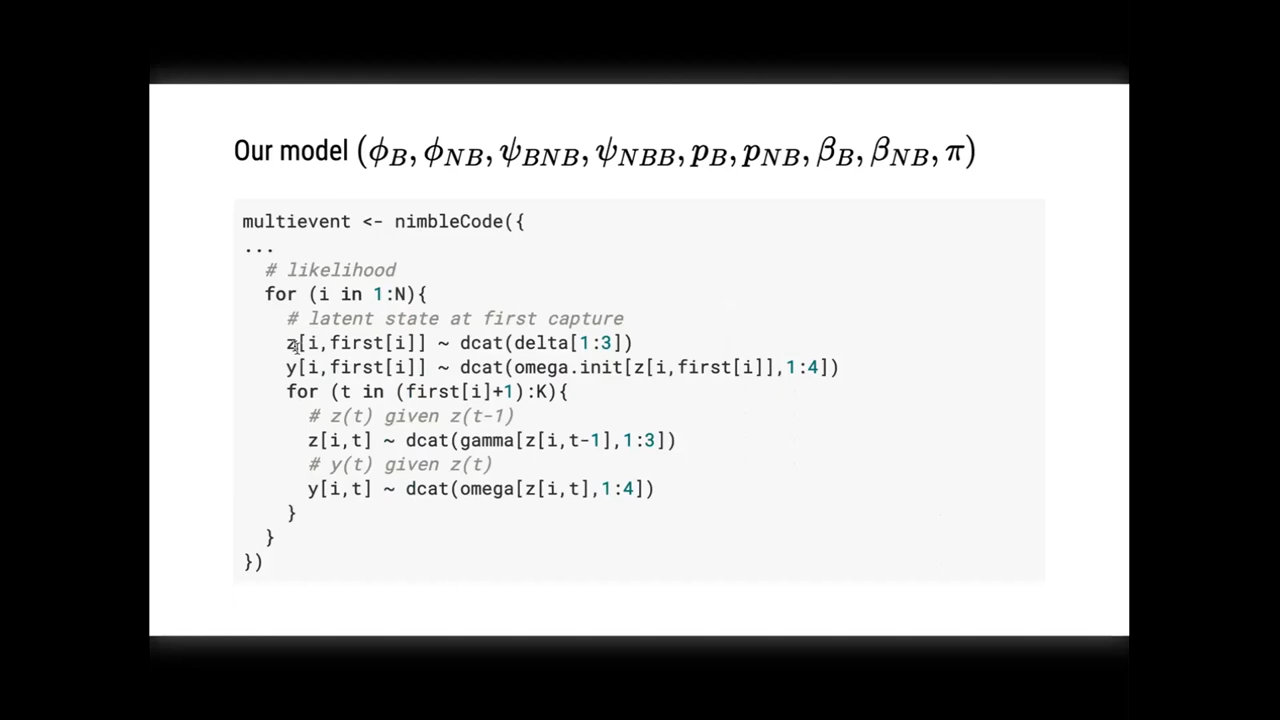 Our model (ϕ_B, ϕ_NB, ψ_BNB, ψ_NBB, p_B, p_NB, β_B, β_NB, π)
multievent <- nimbleCode({
...
  # likelihood
  for (i in 1:N){
    # latent state at first capture
    z[i,first[i]] ~ dcat(delta[1:3])
    y[i,first[i]] ~ dcat(omega.init[z[i,first[i]],1:4])
    for (t in (first[i]+1):K){
      # z(t) given z(t-1)
      z[i,t] ~ dcat(gamma[z[i,t-1],1:3])
      # y(t) given z(t)
      y[i,t] ~ dcat(omega[z[i,t],1:4])
    }
  }
})